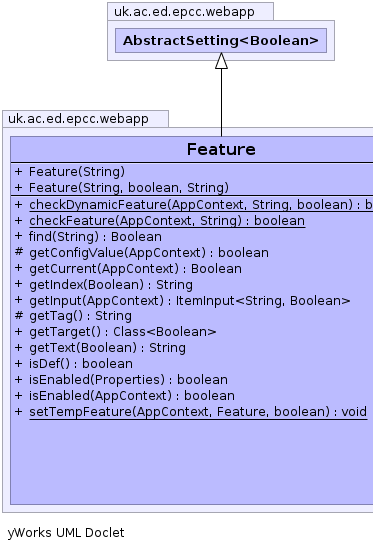 uk.ac.ed.epcc.webapp
AbstractSetting<Boolean>
uk.ac.ed.epcc.webapp
Feature
+ Feature(String)
+ Feature(String, boolean, String)
+ checkDynamicFeature(AppContext, String, boolean) : b
+ checkFeature(AppContext, String) : boolean
+ find(String) : Boolean
# getConfigValue(AppContext) : boolean
+ getCurrent(AppContext) : Boolean
+ getIndex(Boolean) : String
+ getInput(AppContext) : ItemInput<String, Boolean>
# getTag() : String
+ getTarget() : Class<Boolean>
+ getText(Boolean) : String
+ isDef() : boolean
+ isEnabled(Properties) : boolean
+ isEnabled(AppContext) : boolean
+ setTempFeature(AppContext, Feature, boolean) : void
yWorks UML Doclet